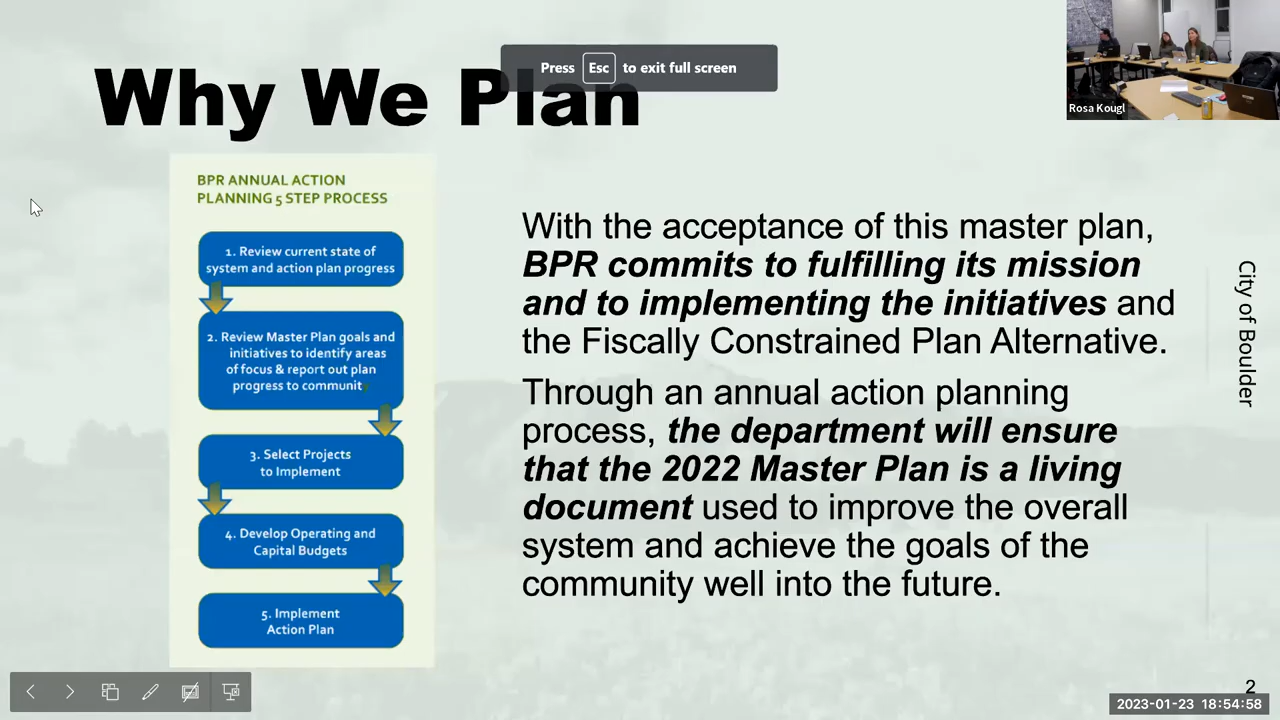 Press Esc to exit full screen
Why We Plan
Rosa Kougl
BPR ANNUAL ACTION
PLANNING 5 STEP PROCESS
1. Review current state of
system and action plan progress
2. Review Master Plan goals and
initiatives to identify areas
of focus & report out plan
progress to community
3. Select Projects
to Implement
4. Develop Operating and
Capital Budgets
5. Implement
Action Plan
With the acceptance of this master plan,
BPR commits to fulfilling its mission
and to implementing the initiatives and
the Fiscally Constrained Plan Alternative.
Through an annual action planning
process, the department will ensure
that the 2022 Master Plan is a living
document used to improve the overall
system and achieve the goals of the
community well into the future.
City of Boulder
2
2023-01-23 18:54:58